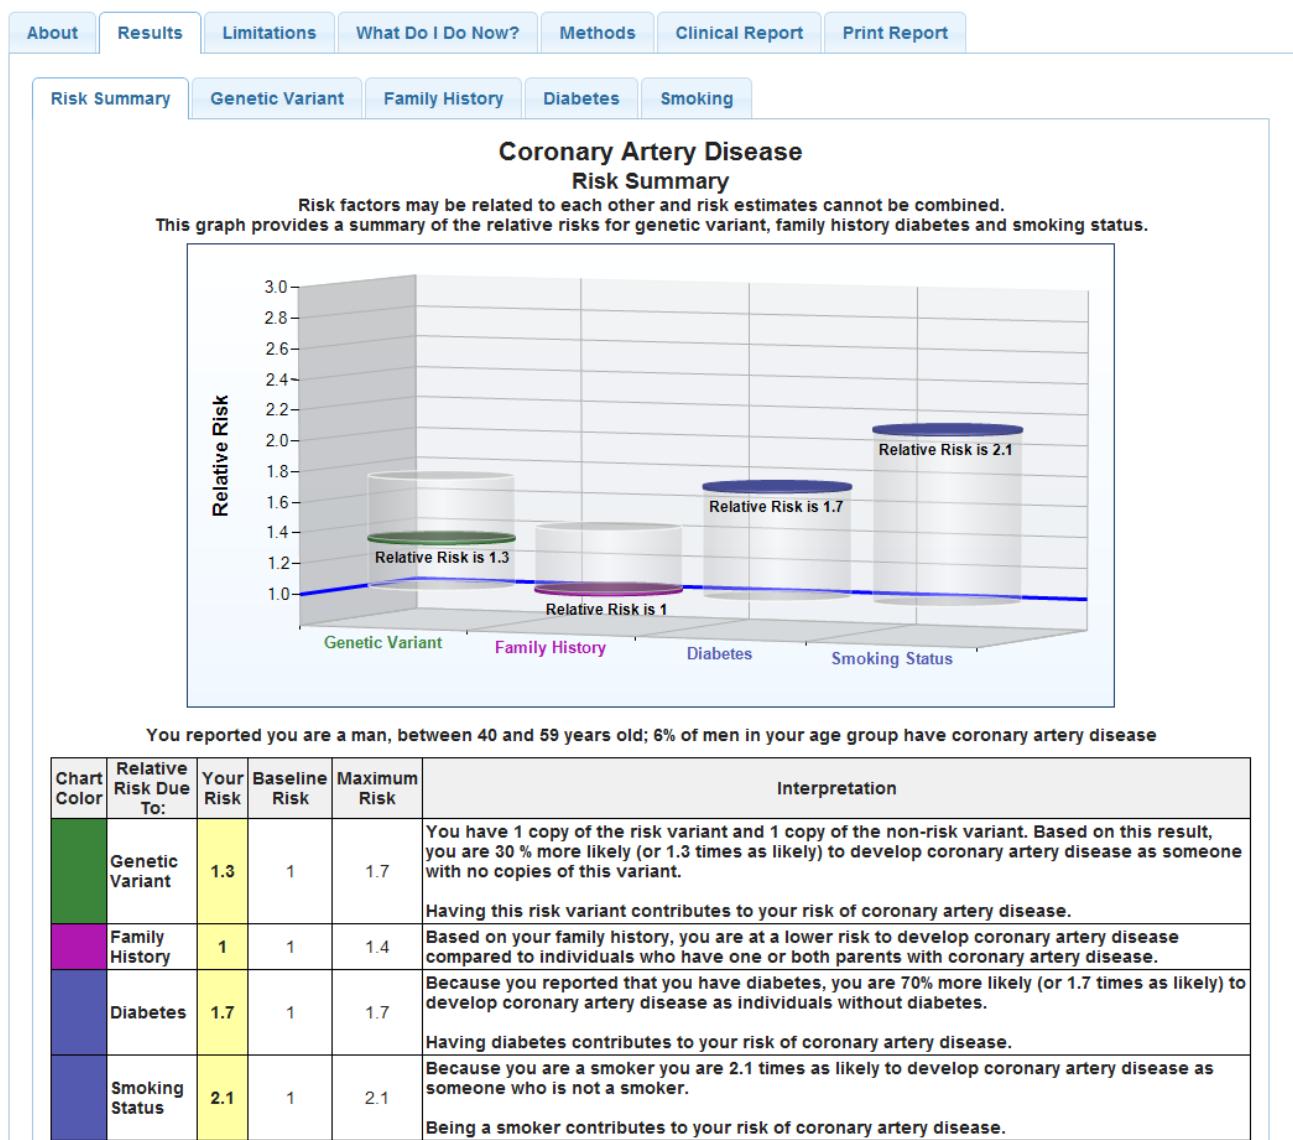 About Results Limitations What Do I Do Now? Methods Clinical Report Print Report
Risk Summary Genetic Variant Family History Diabetes Smoking
Coronary Artery Disease
Risk Summary
Risk factors may be related to each other and risk estimates cannot be combined.
This graph provides a summary of the relative risks for genetic variant, family history diabetes and smoking status.
Relative Risk
3.0
2.8
2.6
2.4
2.2
2.0
1.8
1.6
1.4
1.2
1.0
Relative Risk is 1.3
Relative Risk is 1
Relative Risk is 1.7
Relative Risk is 2.1
Genetic Variant
Family History
Diabetes
Smoking Status
You reported you are a man, between 40 and 59 years old; 6% of men in your age group have coronary artery disease
Chart
Color
Relative
Risk Due
To:
Your
Risk
Baseline
Risk
Maximum
Risk
Interpretation
Genetic
Variant
1.3
1
1.7
You have 1 copy of the risk variant and 1 copy of the non-risk variant. Based on this result,
you are 30 % more likely (or 1.3 times as likely) to develop coronary artery disease as someone
with no copies of this variant.
Having this risk variant contributes to your risk of coronary artery disease.
Family
History
1
1
1.4
Based on your family history, you are at a lower risk to develop coronary artery disease
compared to individuals who have one or both parents with coronary artery disease.
Diabetes
1.7
1
1.7
Because you reported that you have diabetes, you are 70% more likely (or 1.7 times as likely) to
develop coronary artery disease as individuals without diabetes.
Having diabetes contributes to your risk of coronary artery disease.
Smoking
Status
2.1
1
2.1
Because you are a smoker you are 2.1 times as likely to develop coronary artery disease as
someone who is not a smoker.
Being a smoker contributes to your risk of coronary artery disease.